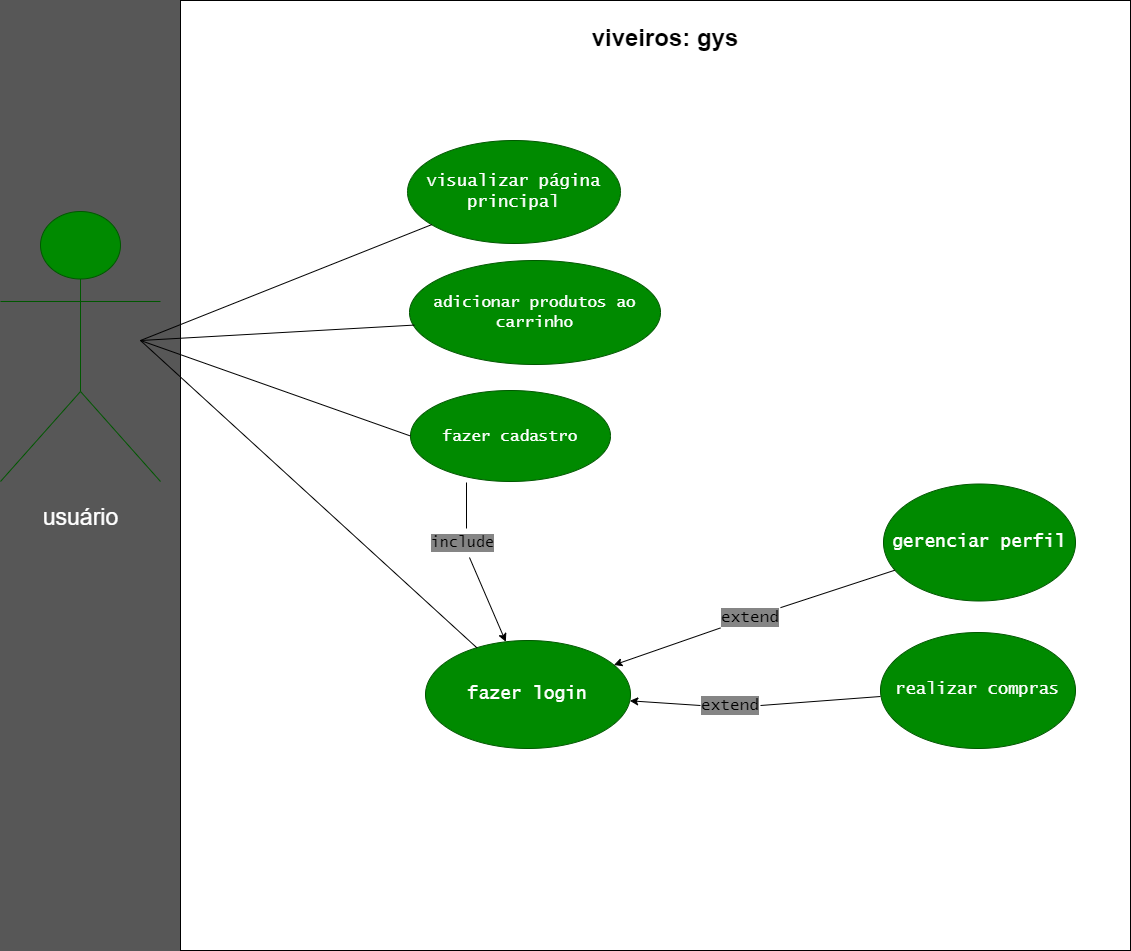 viveiros: gys
visualizar página
principal
adicionar produtos ao
carrinho
fazer cadastro
usuário
include
gerenciar perfil
extend
fazer login
realizar compras
extend